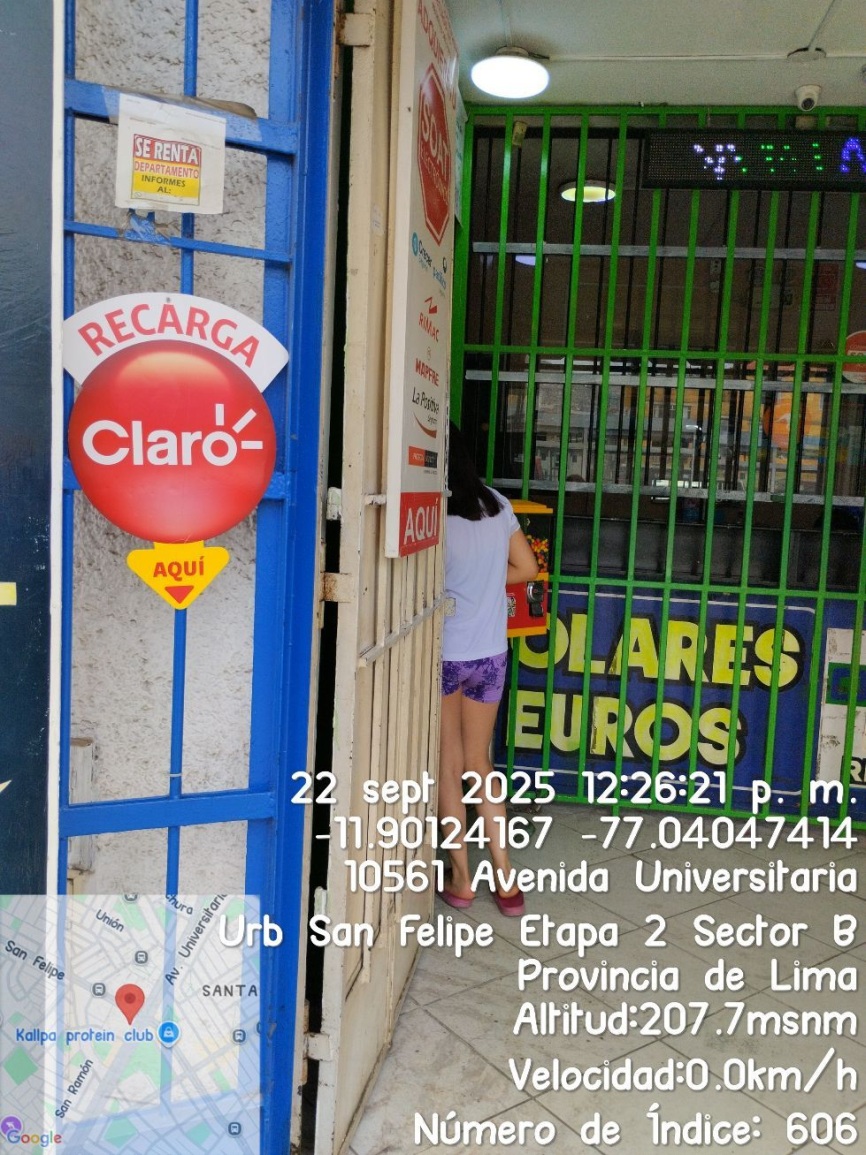 SE RENTA
DEPARTAMENTO
INFORMES
AL:
RECARGA
Claro
AQUÍ
SOAT
RIMAC
MAPFRE
La Positiva
AQUÍ
OLARES
EUROS
22 sept 2025 12:26:21 p. m.
-11.90124167 -77.04047414
10561 Avenida Universitaria
Urb San Felipe Etapa 2 Sector B
Provincia de Lima
Altitud:207.7msnm
Velocidad:0.0km/h
Número de Índice: 606
Unión
Av. Universitaria
San Felipe
SANTA
Kallpa protein club
San Ramón
Google